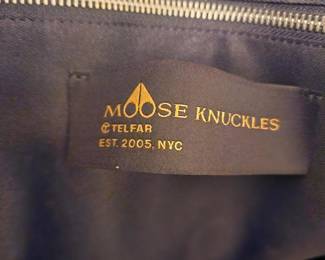 MOOSE KNUCKLES
TELFAR
EST. 2005, NYC